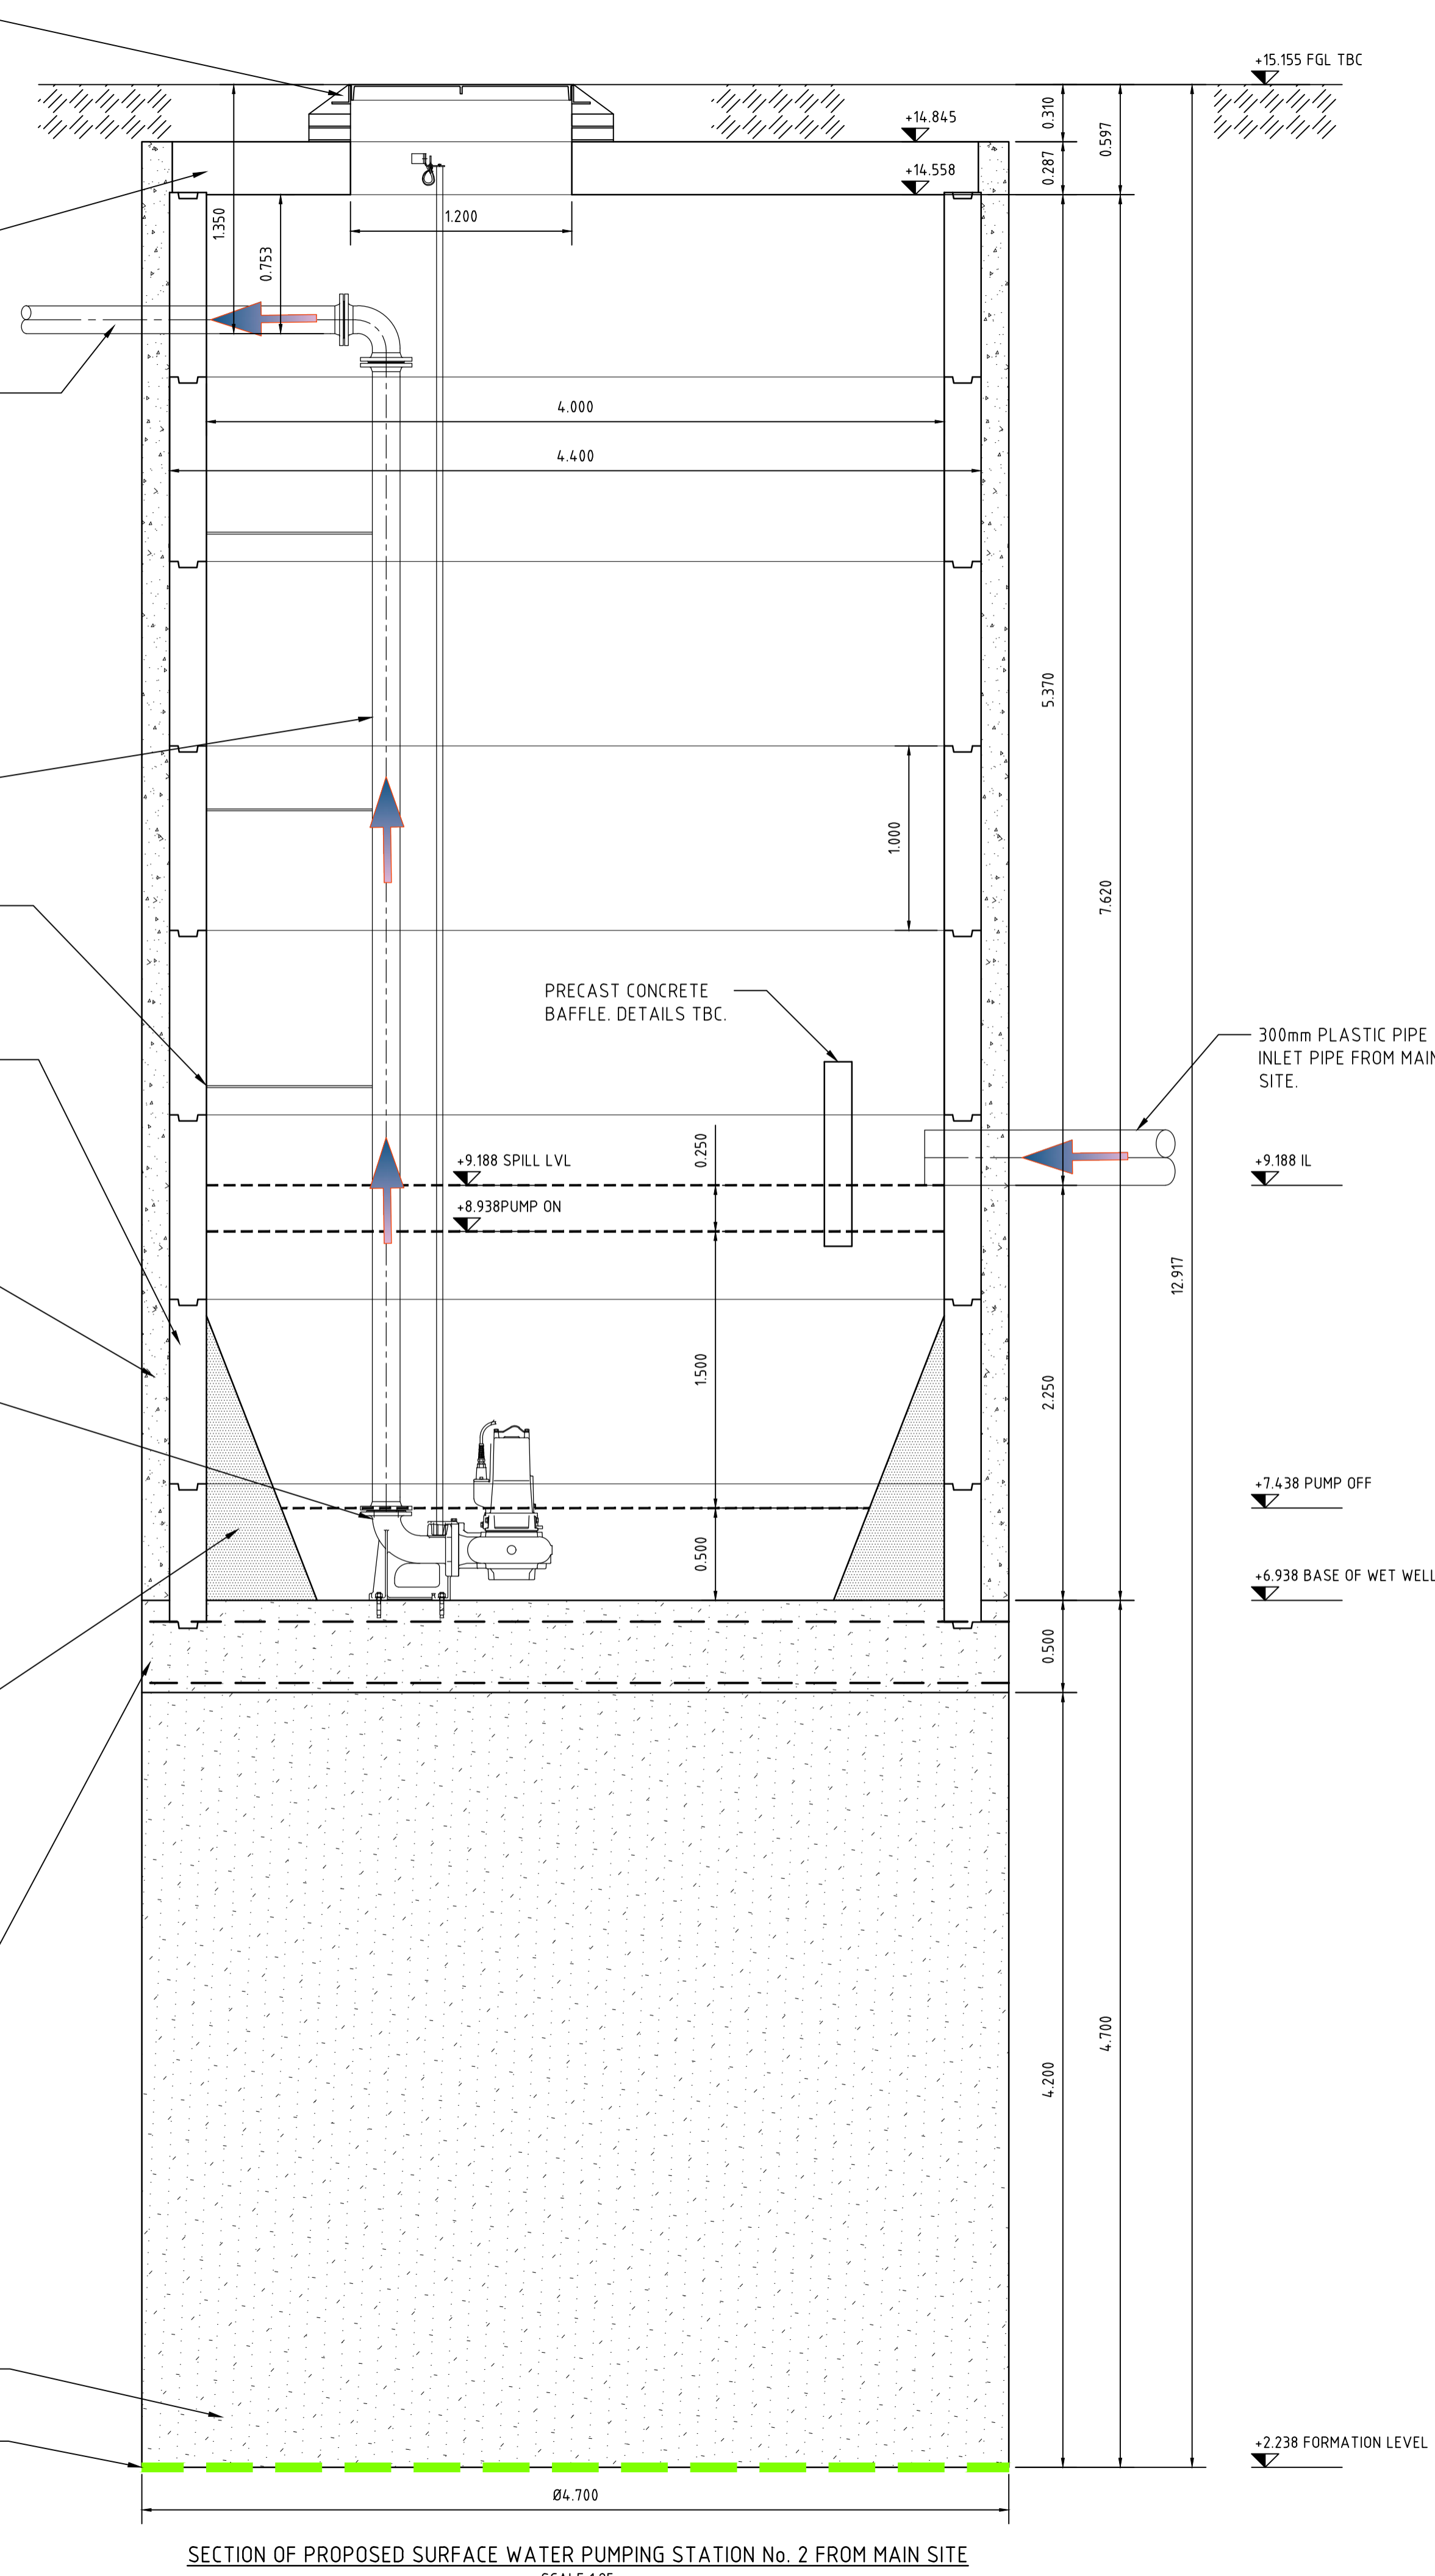 +15.155 FGL TBC
0.310
0.597
+14.845
0.287
+14.558
1.350
1.200
0.753
4.000
4.400
5.370
1.000
7.620
PRECAST CONCRETE
BAFFLE. DETAILS TBC.
300mm PLASTIC PIPE
INLET PIPE FROM MAIN
SITE.
0.250
+9.188 SPILL LVL
+9.188 IL
+8.938PUMP ON
12.917
1.500
2.250
+7.438 PUMP OFF
0.500
+6.938 BASE OF WET WELL
0.500
4.700
4.200
+2.238 FORMATION LEVEL
Ø4.700
SECTION OF PROPOSED SURFACE WATER PUMPING STATION No. 2 FROM MAIN SITE